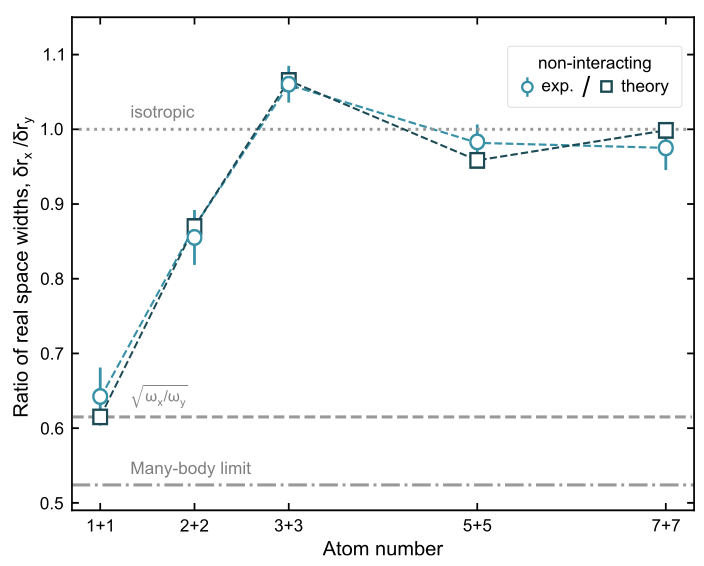 1.1
1.0
0.9
0.8
0.7
0.6
0.5
Ratio of real space widths, δrₓ /δr_y
non-interacting
exp. / theory
isotropic
√ωₓ/ω_y
Many-body limit
1+1 2+2 3+3 5+5 7+7
Atom number